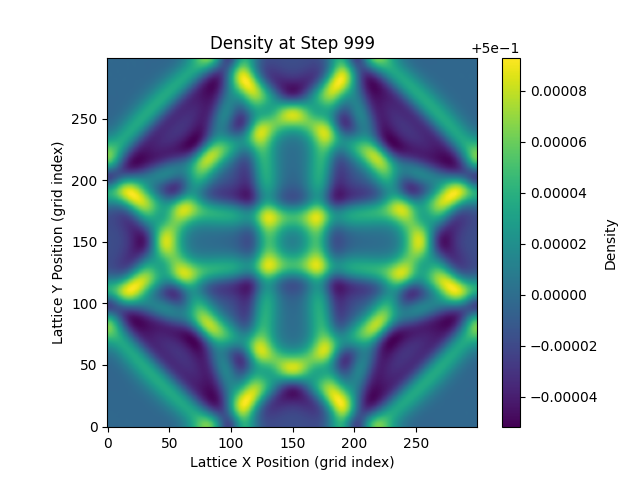 Density at Step 999
+5e−1
0.00008
0.00006
0.00004
0.00002
0.00000
−0.00002
−0.00004
Density
250
200
150
100
50
0
Lattice Y Position (grid index)
0 50 100 150 200 250
Lattice X Position (grid index)